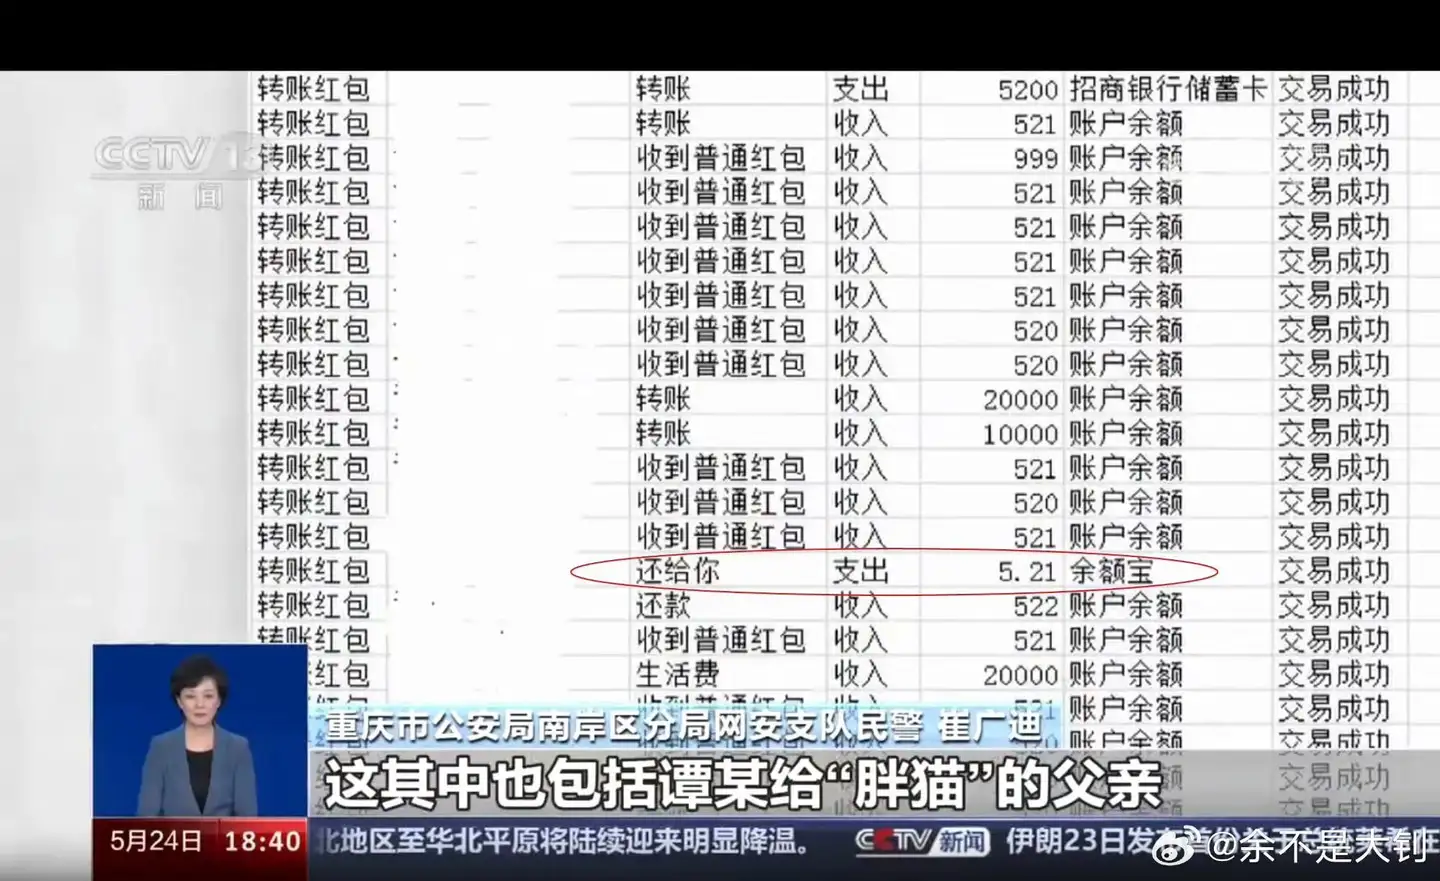 转账红包 转账 支出 5200 招商银行储蓄卡 交易成功
转账红包 转账 收入 521 账户余额 交易成功
CCTV 13
转账红包 收到普通红包 收入 999 账户余额 交易成功
新闻
转账红包 收到普通红包 收入 521 账户余额 交易成功
转账红包 收到普通红包 收入 521 账户余额 交易成功
转账红包 收到普通红包 收入 521 账户余额 交易成功
转账红包 收到普通红包 收入 521 账户余额 交易成功
转账红包 收到普通红包 收入 520 账户余额 交易成功
转账红包 收到普通红包 收入 520 账户余额 交易成功
转账红包 转账 收入 20000 账户余额 交易成功
转账红包 转账 收入 10000 账户余额 交易成功
转账红包 收到普通红包 收入 521 账户余额 交易成功
转账红包 收到普通红包 收入 520 账户余额 交易成功
转账红包 收到普通红包 收入 521 账户余额 交易成功
转账红包 还给你 支出 5.21 余额宝 交易成功
转账红包 还款 收入 522 账户余额 交易成功
转账红包 收到普通红包 收入 521 账户余额 交易成功
账红包 生活费 收入 20000 账户余额 交易成功
账红包 收到普通红包 收入 521 账户余额 交易成功
账户余额 交易成功
重庆市公安局南岸区分局网安支队民警 崔广迪
这其中也包括谭某给“胖猫”的父亲
5月24日 18:40 北地区至华北平原将陆续迎来明显降温。 CCTV新闻 伊朗23日发
@余不是大钊